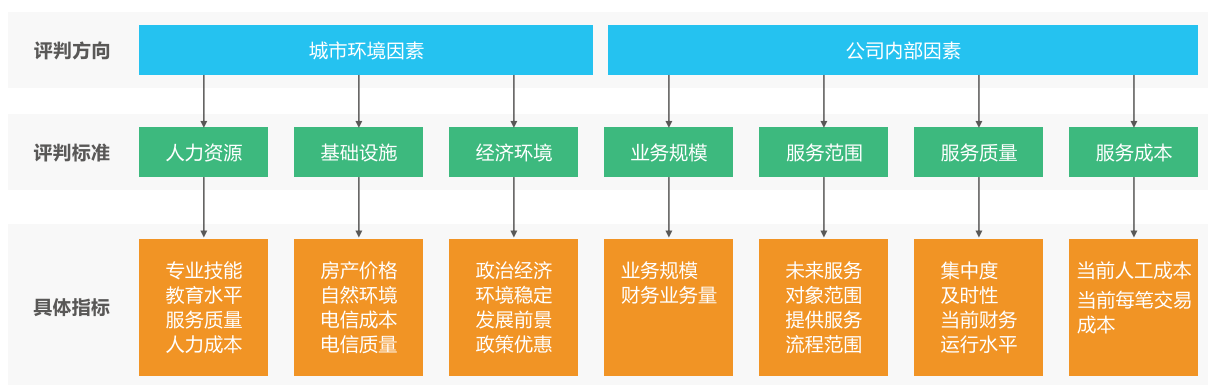 评判方向
城市环境因素
公司内部因素
评判标准
人力资源
基础设施
经济环境
业务规模
服务范围
服务质量
服务成本
具体指标
专业技能
教育水平
服务质量
人力成本
房产价格
自然环境
电信成本
电信质量
政治经济
环境稳定
发展前景
政策优惠
业务规模
财务业务量
未来服务
对象范围
提供服务
流程范围
集中度
及时性
当前财务
运行水平
当前人工成本
当前每笔交易
成本